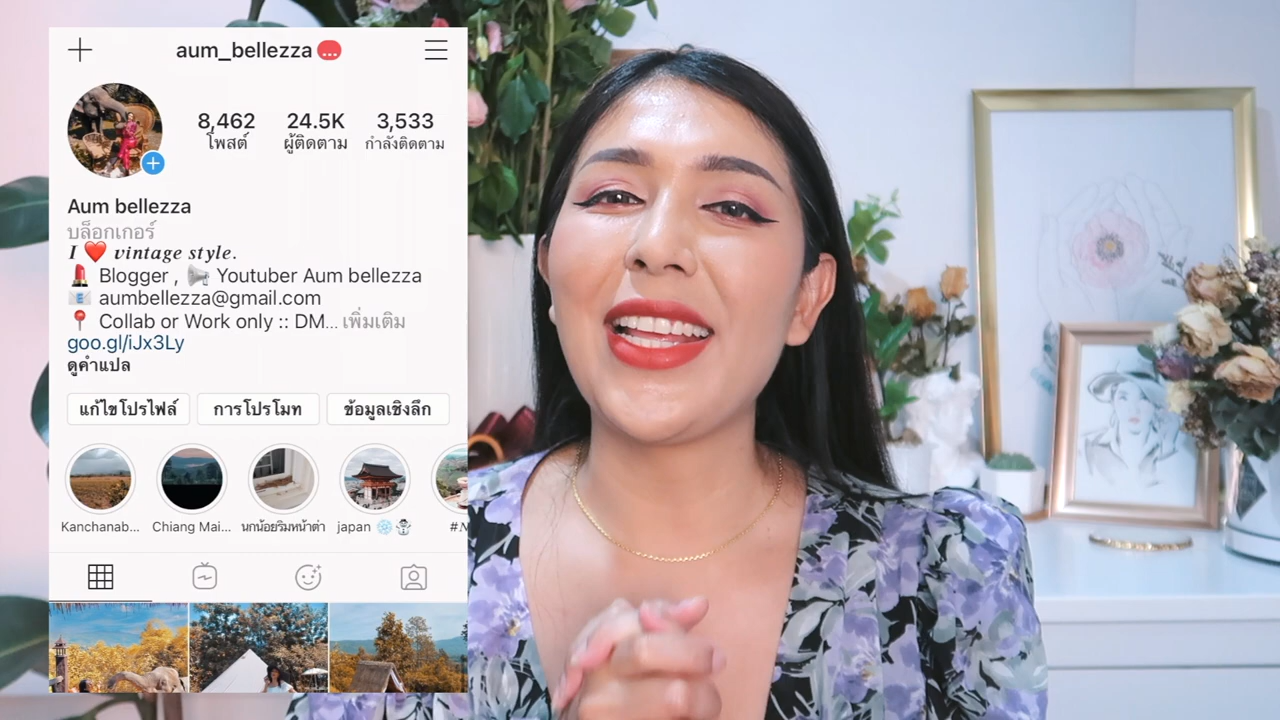 aum_bellezza
8,462 24.5K 3,533
โพสต์ ผู้ติดตาม กำลังติดตาม
Aum bellezza
บล็อกเกอร์
I ❤️ vintage style.
💄 Blogger , 📢 Youtuber Aum bellezza
📧 aumbellezza@gmail.com
📍 Collab or Work only :: DM... เพิ่มเติม
goo.gl/iJx3Ly
ดูคำแปล
แก้ไขโปรไฟล์ การโปรโมท ข้อมูลเชิงลึก
Kanchanab... Chiang Mai... นกน้อยริมหน้าต่า japan ❄️☃️ #.